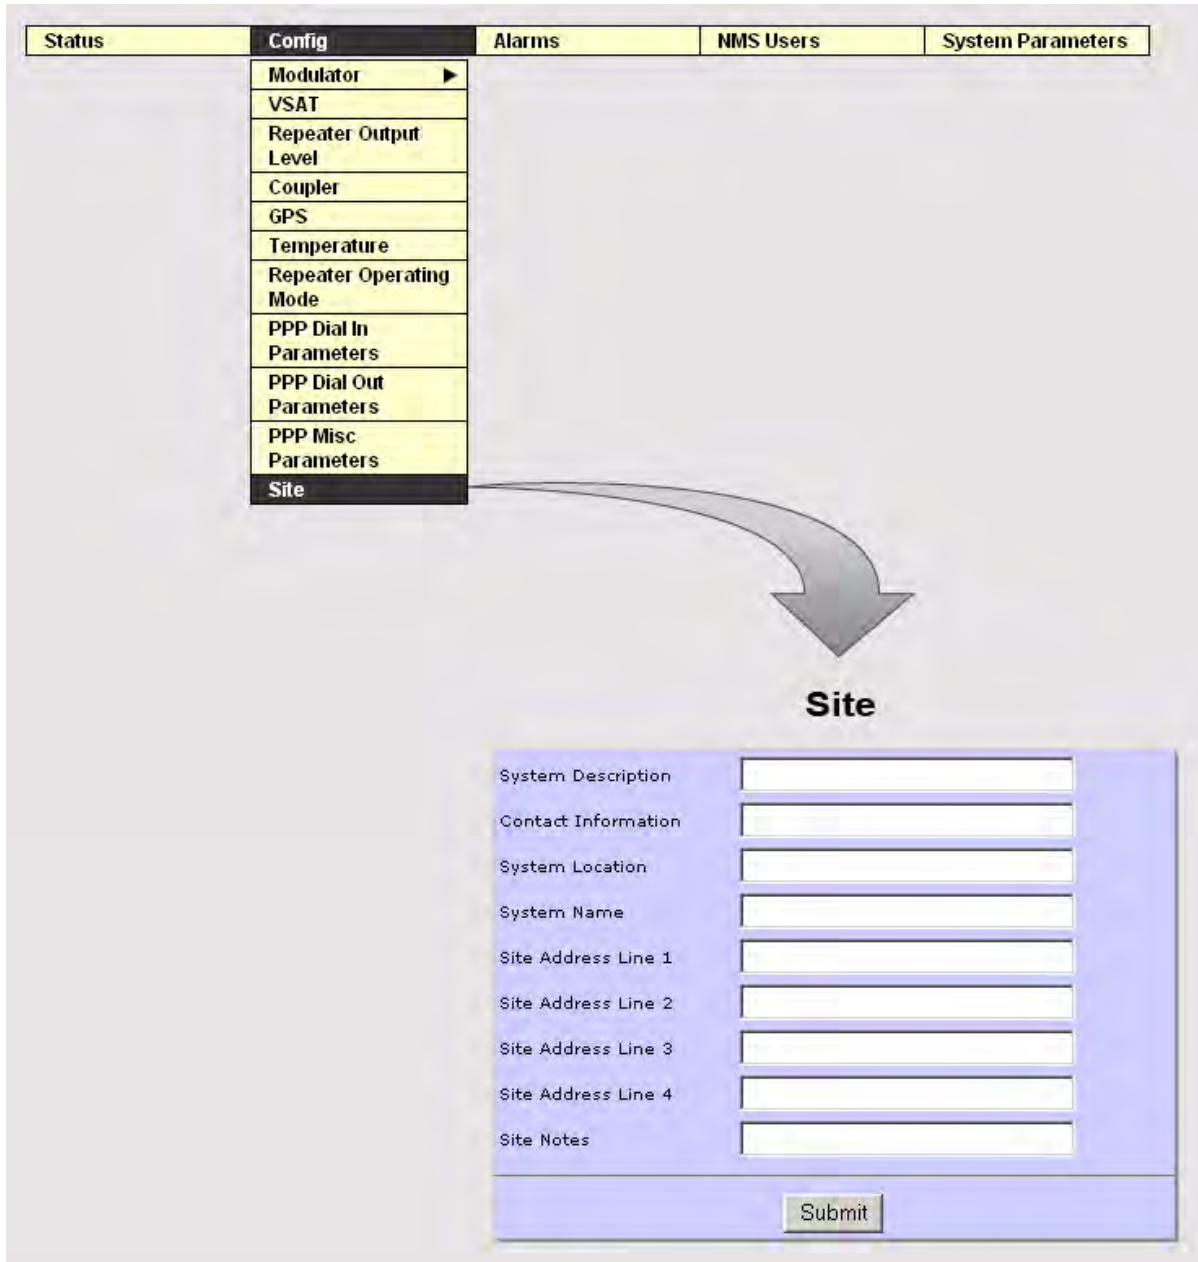 Status Config Alarms NMS Users System Parameters
Modulator
VSAT
Repeater Output
Level
Coupler
GPS
Temperature
Repeater Operating
Mode
PPP Dial In
Parameters
PPP Dial Out
Parameters
PPP Misc
Parameters
Site
Site
System Description
Contact Information
System Location
System Name
Site Address Line 1
Site Address Line 2
Site Address Line 3
Site Address Line 4
Site Notes
Submit